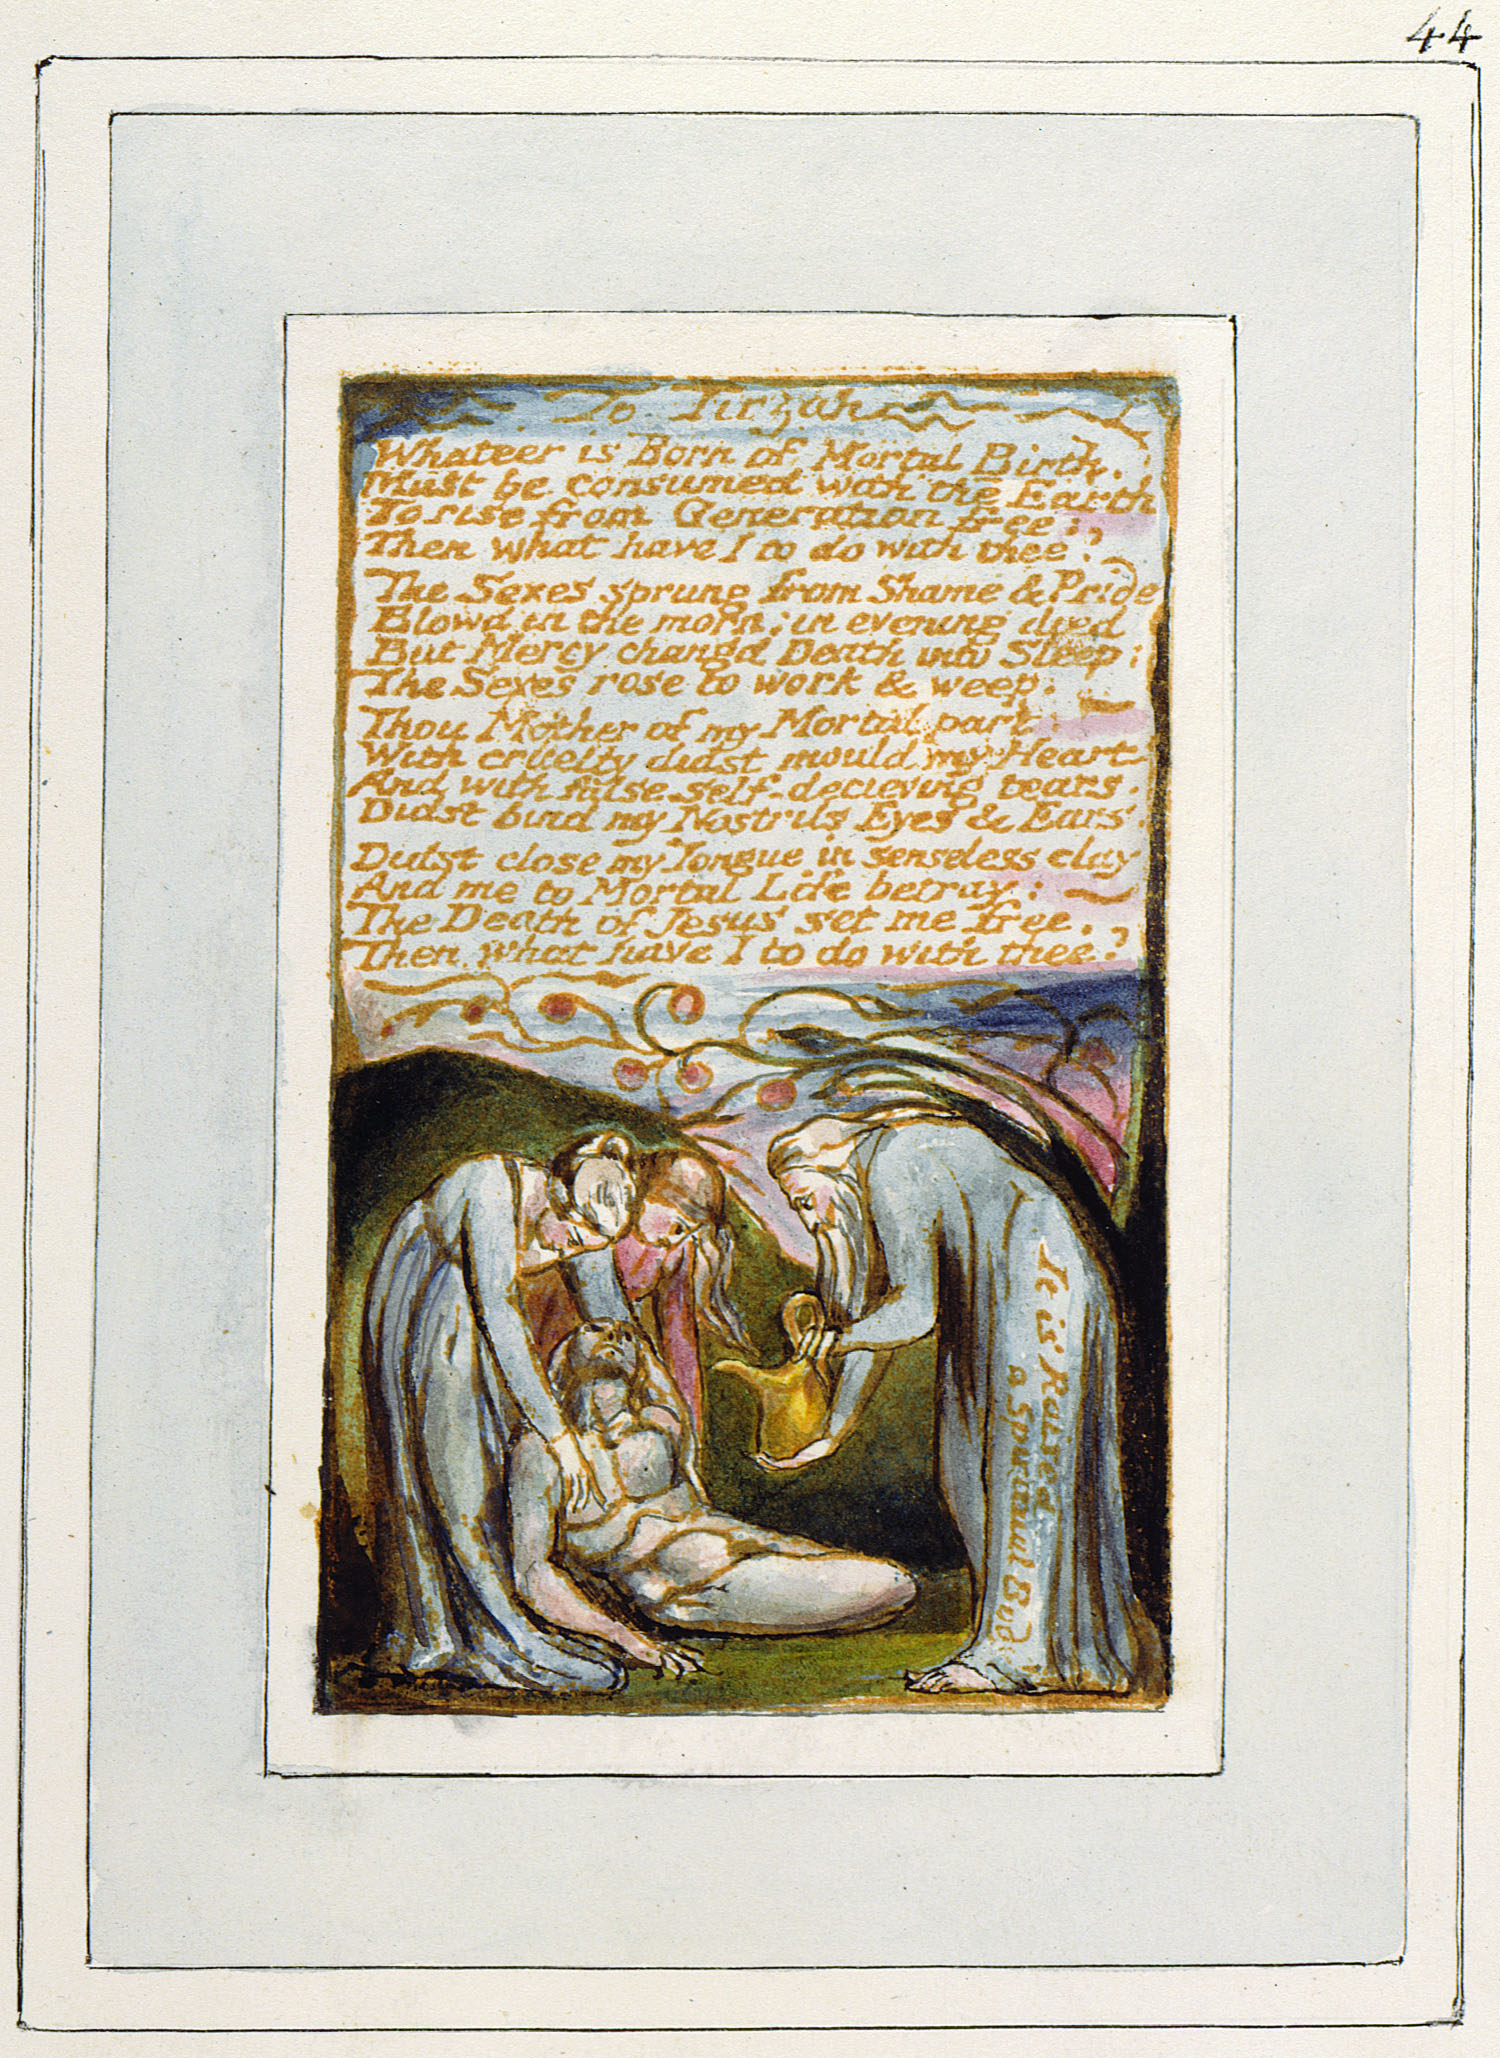 44
To Tirzah
Whateer is Born of Mortal Birth.
Must be consumed with the Earth
To rise from Generation free;
Then what have I to do with thee?
The Sexes sprung from Shame & Pride
Blowd in the morn; in evening died
But Mercy changd Death into Sleep;
The Sexes rose to work & weep.
Thou Mother of my Mortal part.
With cruelty didst mould my Heart.
And with false self-decieving tears.
Didst bind my Nostrils Eyes & Ears.
Didst close my Tongue in senseless clay
And me to Mortal Life betray:
The Death of Jesus set me free.
Then what have I to do with thee?
It is Raised
a Spiritual Body